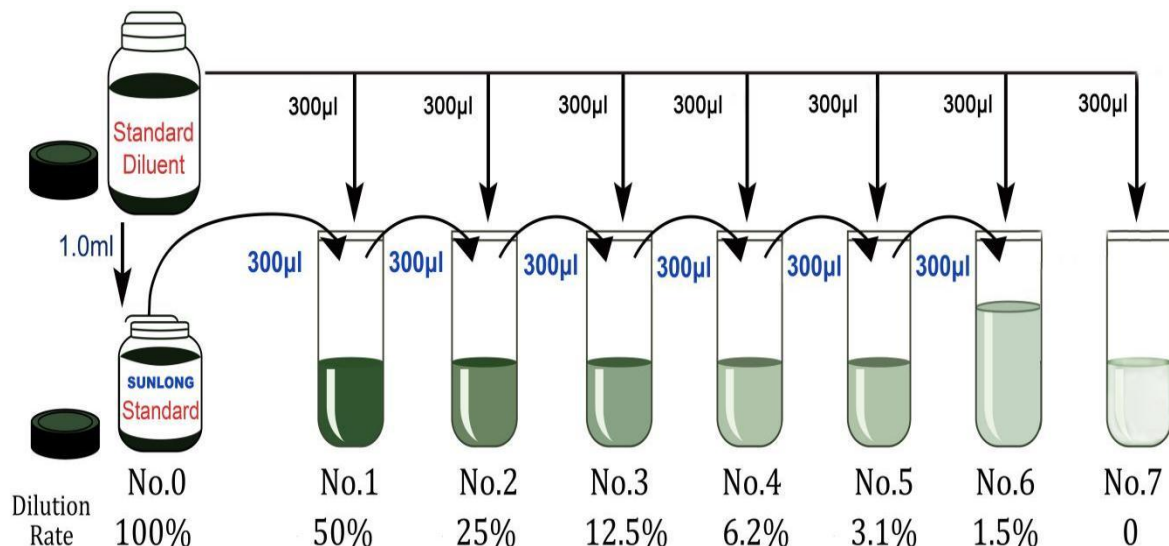 300µl 300µl 300µl 300µl 300µl 300µl 300µl
Standard
Diluent
1.0ml
300µl 300µl 300µl 300µl 300µl 300µl
SUNLONG
Standard
No.0 No.1 No.2 No.3 No.4 No.5 No.6 No.7
Dilution
Rate 100% 50% 25% 12.5% 6.2% 3.1% 1.5% 0